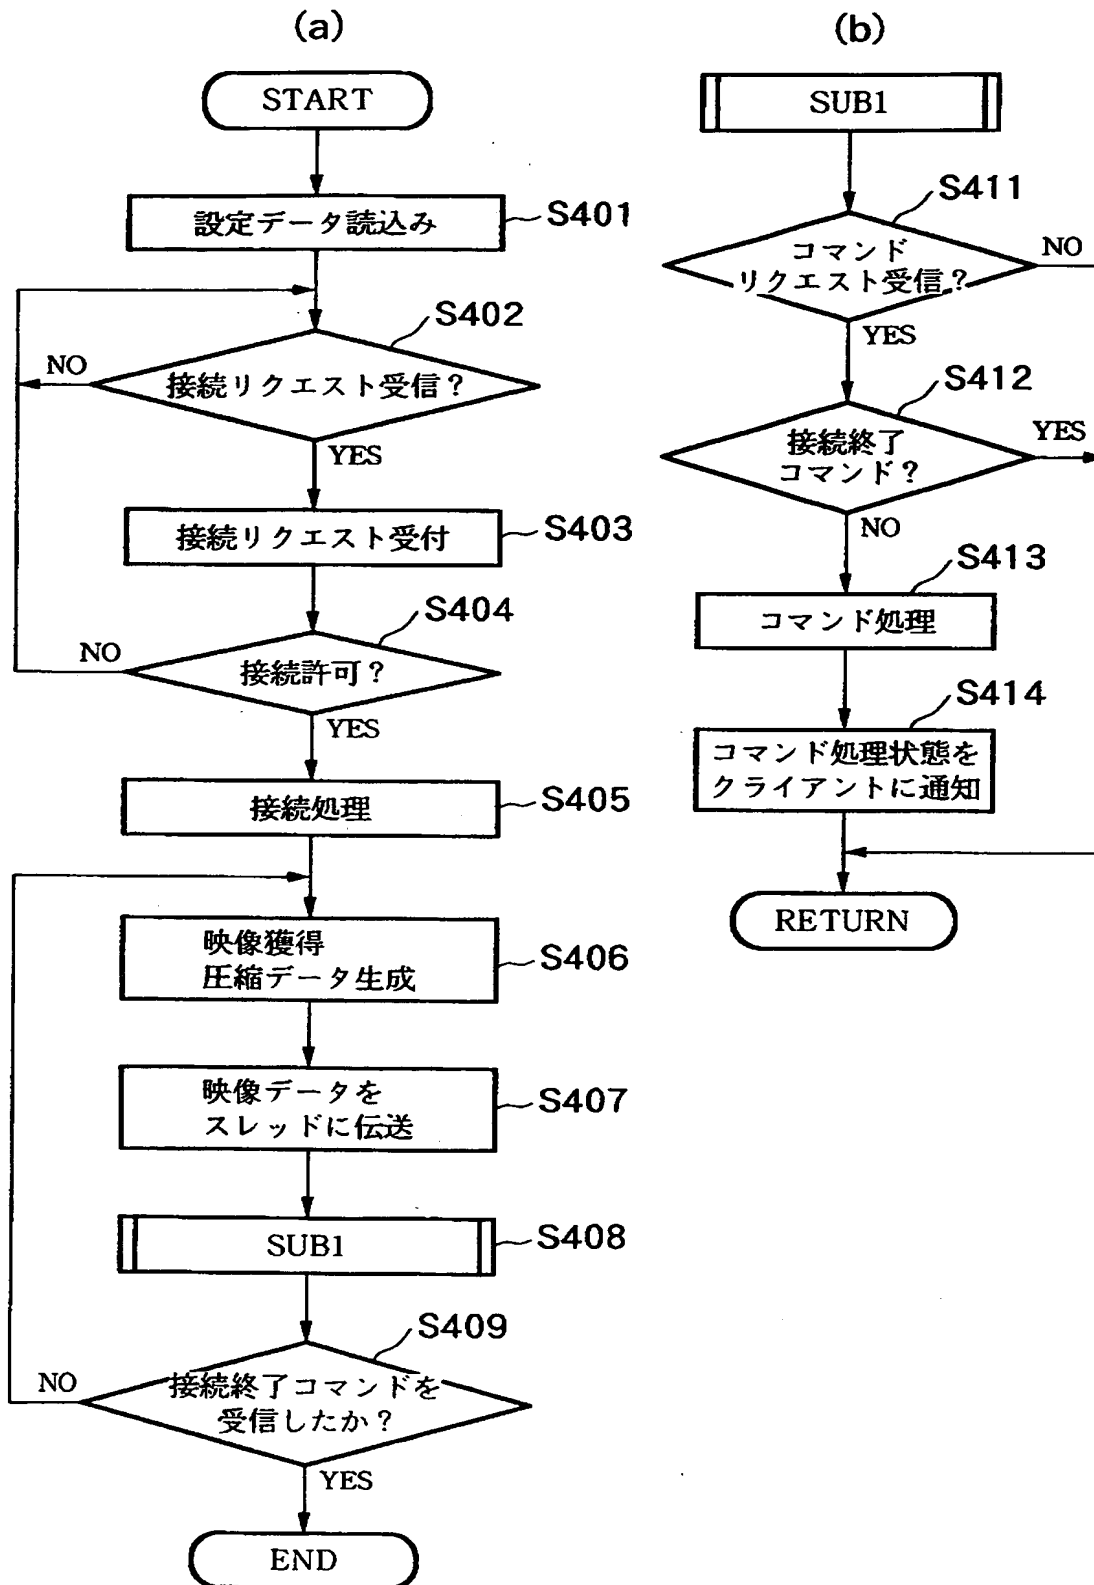 (a)
START
設定データ読込み
S401
S402
NO
接続リクエスト受信？
YES
接続リクエスト受付
S403
S404
NO
接続許可？
YES
接続処理
S405
映像獲得
圧縮データ生成
S406
映像データを
スレッドに伝送
S407
SUB1
S408
S409
NO
接続終了コマンドを
受信したか？
YES
END
(b)
SUB1
S411
コマンド
リクエスト受信？
NO
YES
S412
接続終了
コマンド？
YES
NO
S413
コマンド処理
S414
コマンド処理状態を
クライアントに通知
RETURN